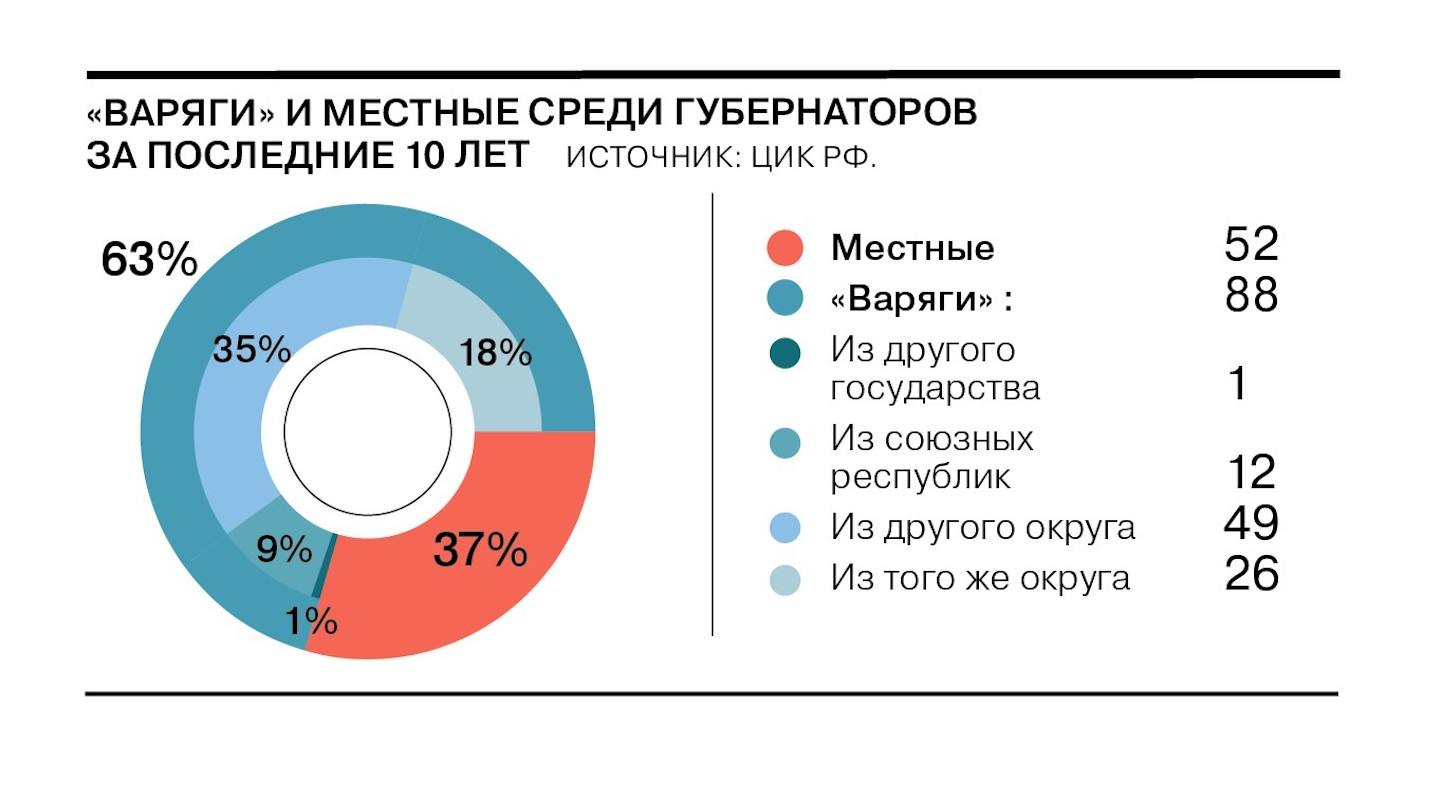 «ВАРЯГИ» И МЕСТНЫЕ СРЕДИ ГУБЕРНАТОРОВ
ЗА ПОСЛЕДНИЕ 10 ЛЕТ ИСТОЧНИК: ЦИК РФ.
63%
35%
18%
9%
37%
1%
Местные 52
«Варяги» : 88
Из другого
государства 1
Из союзных
республик 12
Из другого округа 49
Из того же округа 26